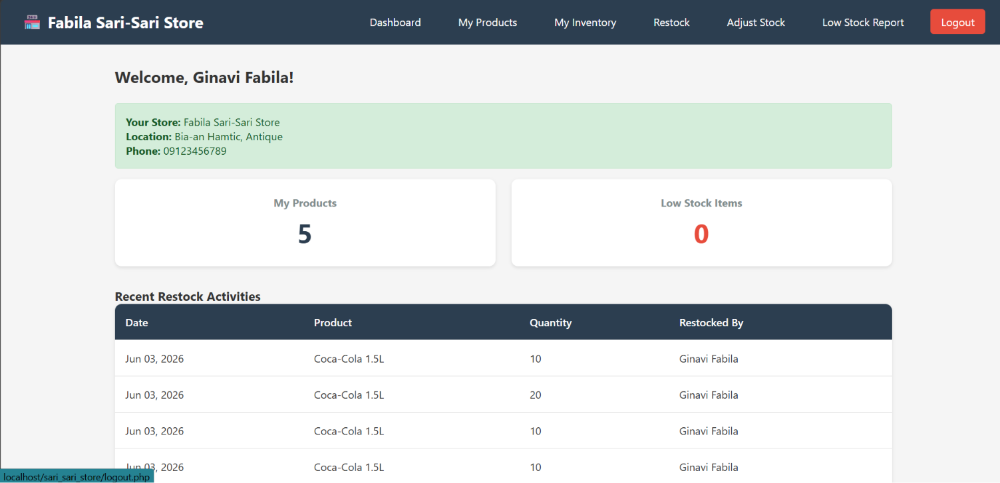 Fabila Sari-Sari Store Dashboard My Products My Inventory Restock Adjust Stock Low Stock Report Logout
Welcome, Ginavi Fabila!
Your Store: Fabila Sari-Sari Store
Location: Bia-an Hamtic, Antique
Phone: 09123456789
My Products Low Stock Items
5 0
Recent Restock Activities
Date Product Quantity Restocked By
Jun 03, 2026 Coca-Cola 1.5L 10 Ginavi Fabila
Jun 03, 2026 Coca-Cola 1.5L 20 Ginavi Fabila
Jun 03, 2026 Coca-Cola 1.5L 10 Ginavi Fabila
Jun 03, 2026 Coca-Cola 1.5L 10 Ginavi Fabila
localhost/sari_sari_store/logout.php